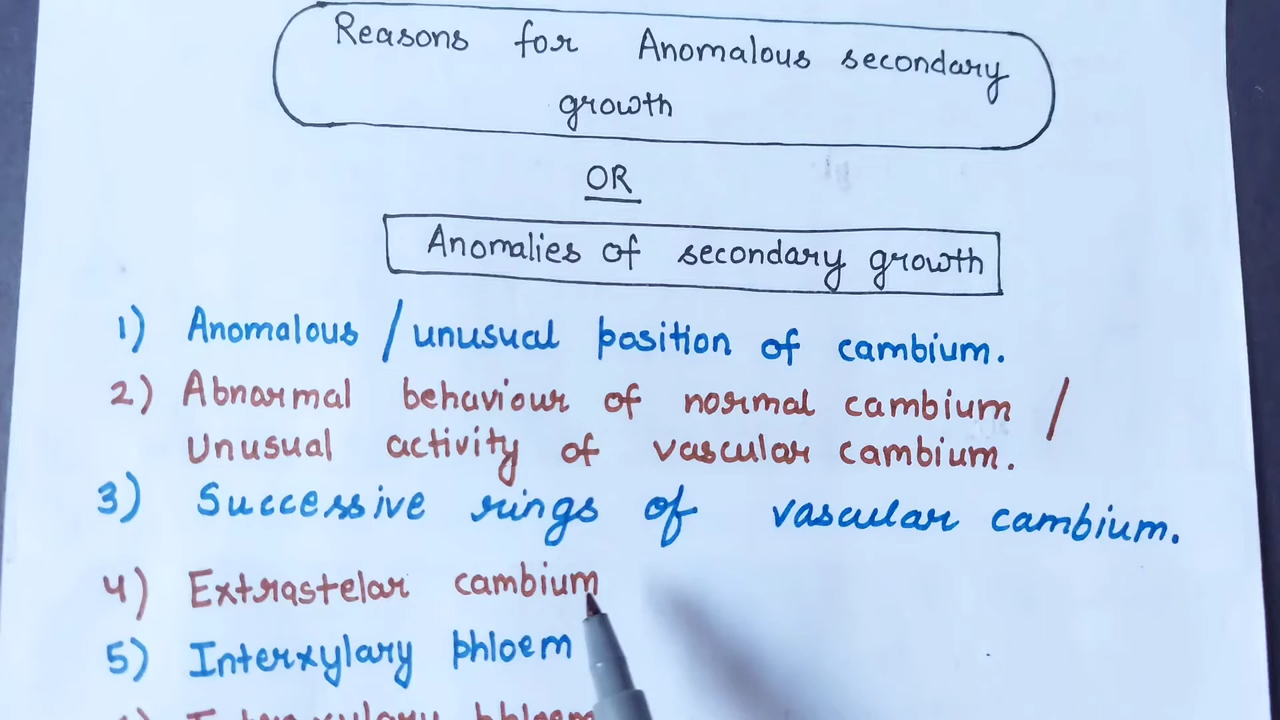 Reasons for Anomalous secondary
growth
OR
Anomalies of secondary growth
1) Anomalous / unusual position of cambium.
2) Abnormal behaviour of normal cambium /
Unusual activity of vascular cambium.
3) Successive rings of vascular cambium.
4) Extrastelar cambium
5) Interxylary phloem
phloem